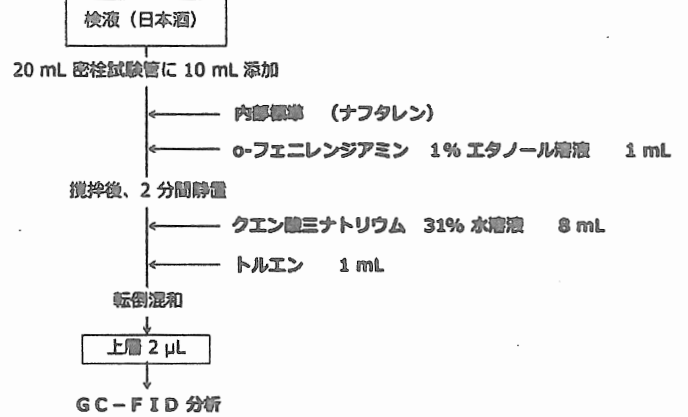 検液（日本酒）
20 mL 密栓試験管に 10 mL 添加
内部標準　（ナフタレン）
o-フェニレンジアミン　1% エタノール溶液　1 mL
攪拌後、2 分間静置
クエン酸三ナトリウム　31% 水溶液　8 mL
トルエン　1 mL
転倒混和
上層 2 μL
GC－FID 分析